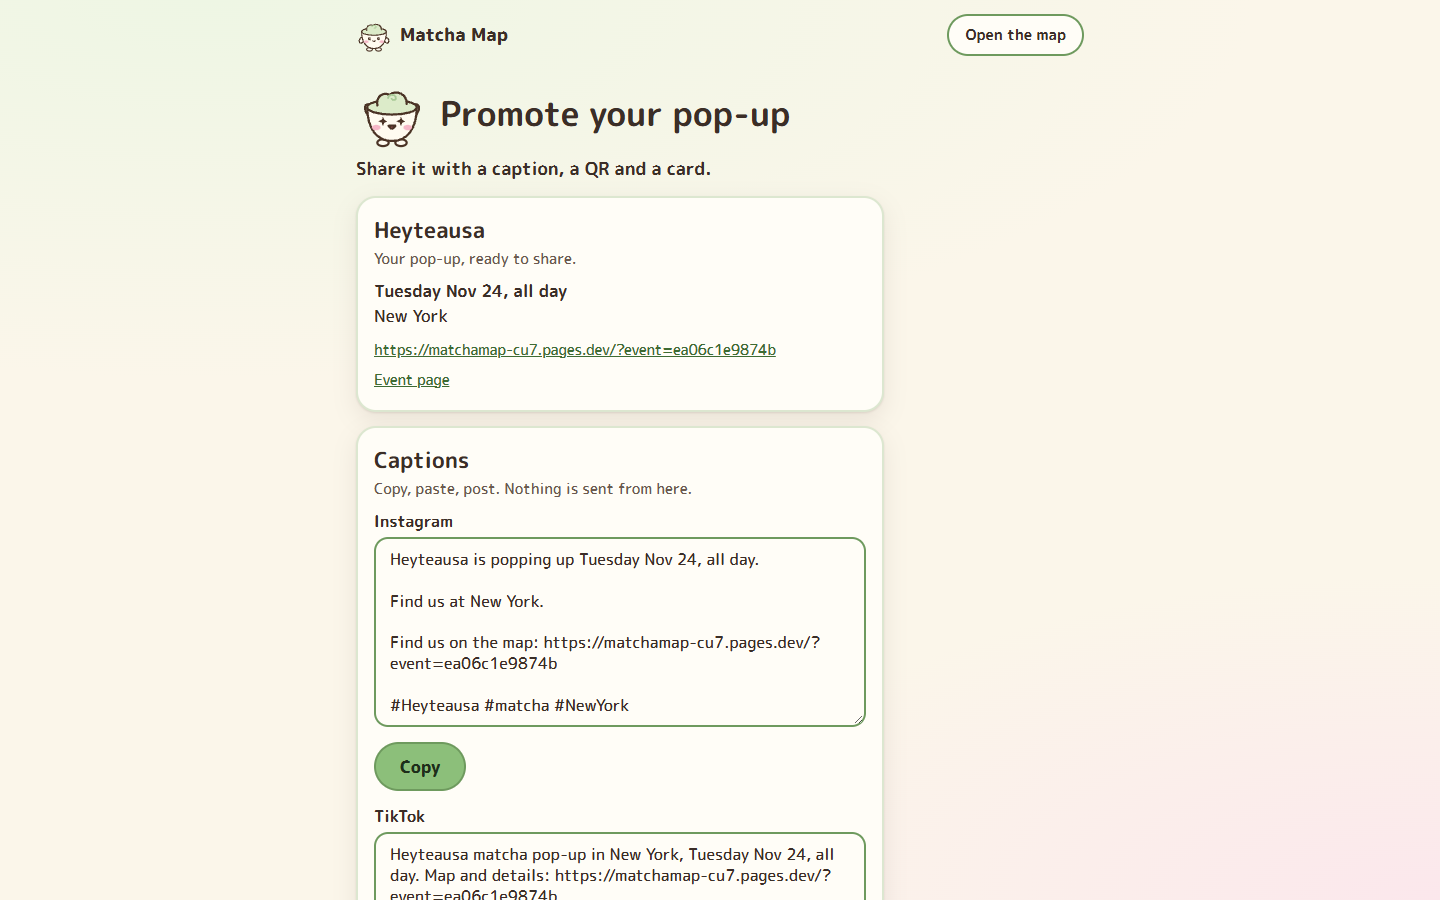 Matcha Map
Open the map
Promote your pop-up
Share it with a caption, a QR and a card.
Heyteausa
Your pop-up, ready to share.
Tuesday Nov 24, all day
New York
https://matchamap-cu7.pages.dev/?event=ea06c1e9874b
Event page
Captions
Copy, paste, post. Nothing is sent from here.
Instagram
Heyteausa is popping up Tuesday Nov 24, all day.
Find us at New York.
Find us on the map: https://matchamap-cu7.pages.dev/?
event=ea06c1e9874b
#Heyteausa #matcha #NewYork
Copy
TikTok
Heyteausa matcha pop-up in New York, Tuesday Nov 24, all
day. Map and details: https://matchamap-cu7.pages.dev/?
event=ea06c1e9874b